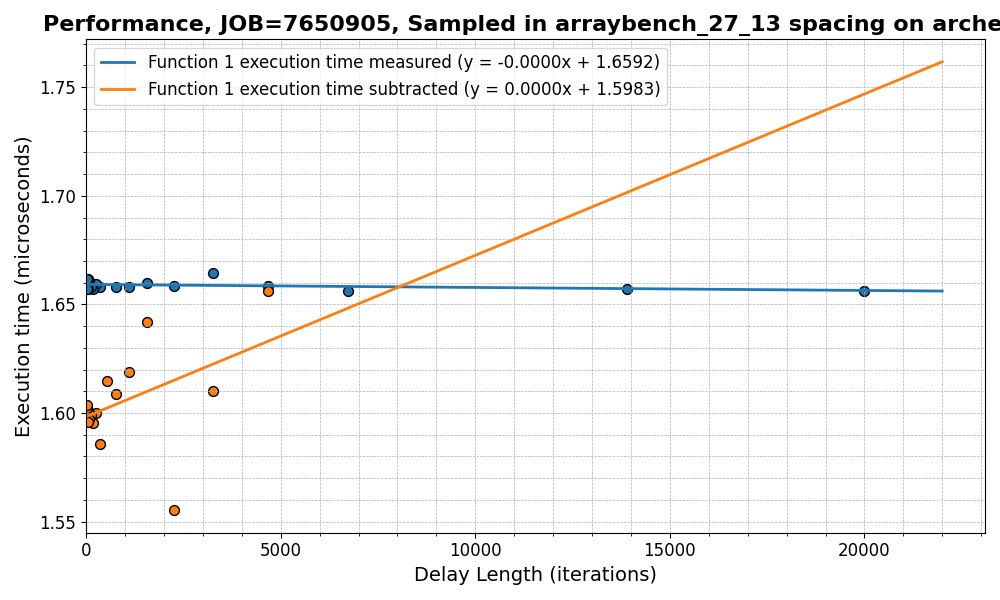 Performance, JOB=7650905, Sampled in arraybench_27_13 spacing on arche
Function 1 execution time measured (y = -0.0000x + 1.6592)
Function 1 execution time subtracted (y = 0.0000x + 1.5983)
Execution time (microseconds)
1.75
1.70
1.65
1.60
1.55
0 5000 10000 15000 20000
Delay Length (iterations)